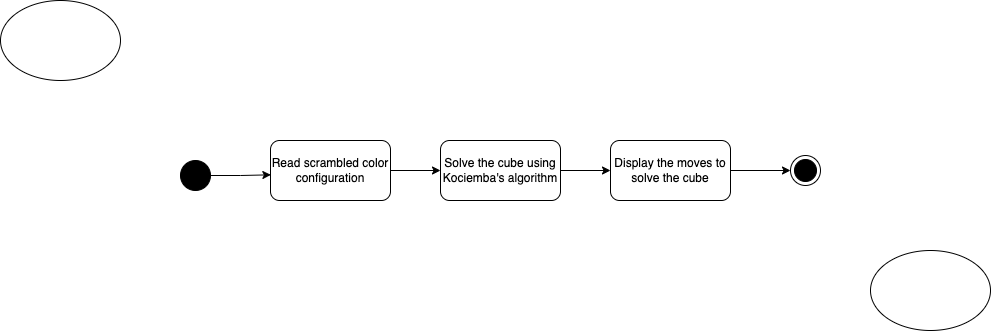 Read scrambled color
configuration
Solve the cube using
Kociemba's algorithm
Display the moves to
solve the cube